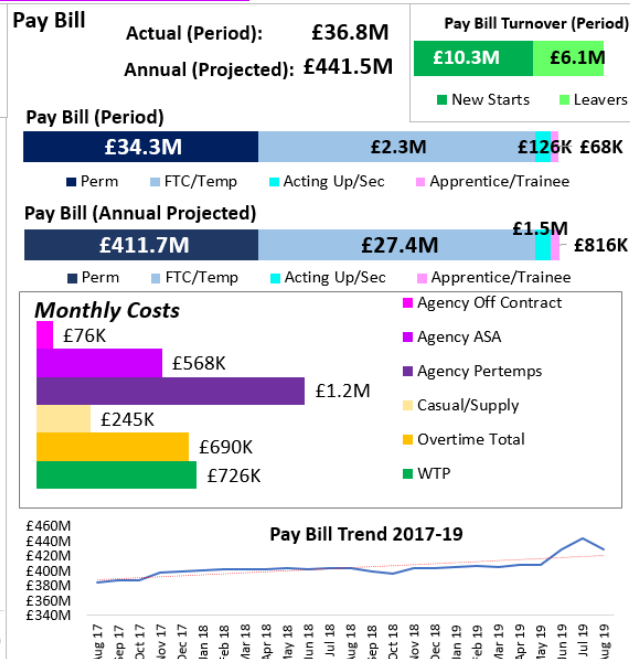 Pay Bill
Actual (Period): £36.8M
Annual (Projected): £441.5M
Pay Bill Turnover (Period)
£10.3M £6.1M
New Starts Leavers
Pay Bill (Period)
£34.3M £2.3M £126K £68K
Perm FTC/Temp Acting Up/Sec Apprentice/Trainee
Pay Bill (Annual Projected)
£411.7M £27.4M £1.5M £816K
Perm FTC/Temp Acting Up/Sec Apprentice/Trainee
Monthly Costs
£76K
£568K
£1.2M
£245K
£690K
£726K
Agency Off Contract
Agency ASA
Agency Pertemps
Casual/Supply
Overtime Total
WTP
Pay Bill Trend 2017-19
£460M
£440M
£420M
£400M
£380M
£360M
£340M
Aug 17
Sep 17
Oct 17
Nov 17
Dec 17
Jan 18
Feb 18
Mar 18
Apr 18
May 18
Jun 18
Jul 18
Aug 18
Sep 18
Oct 18
Nov 18
Dec 18
Jan 19
Feb 19
Mar 19
Apr 19
May 19
Jun 19
Jul 19
Aug 19